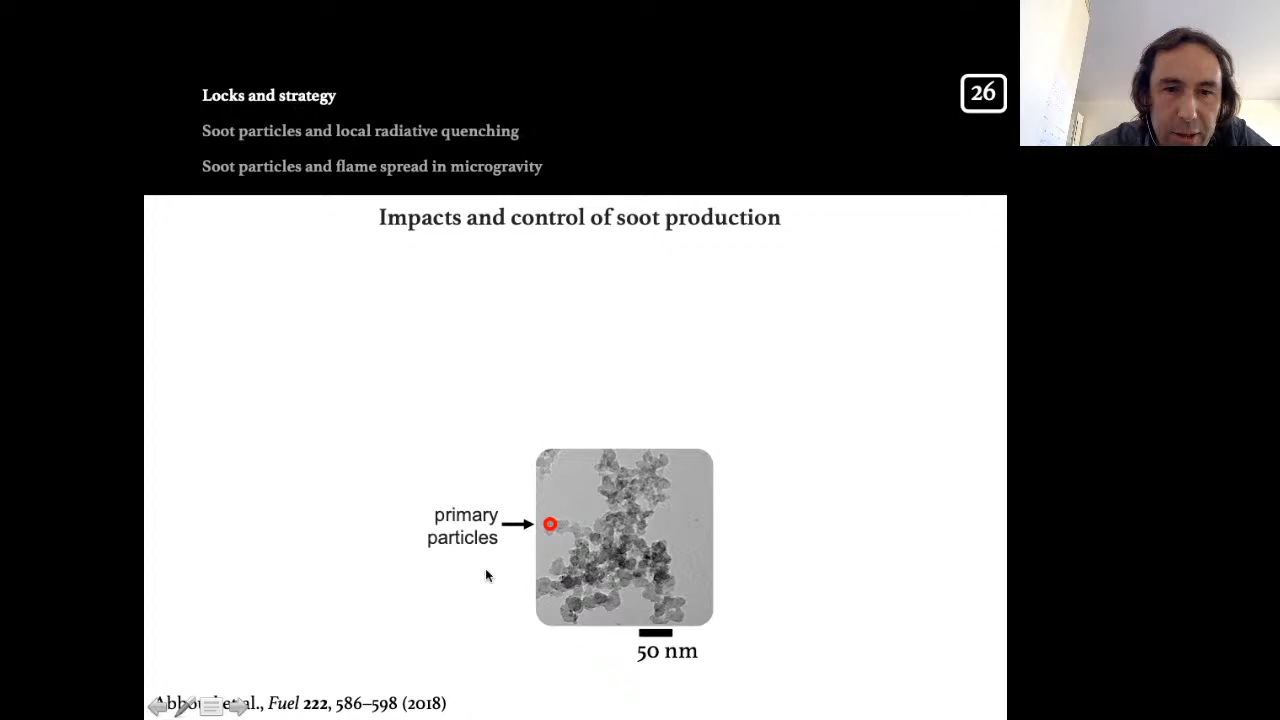 Locks and strategy
26
Soot particles and local radiative quenching
Soot particles and flame spread in microgravity
Impacts and control of soot production
primary
particles
50 nm
al., Fuel 222, 586–598 (2018)